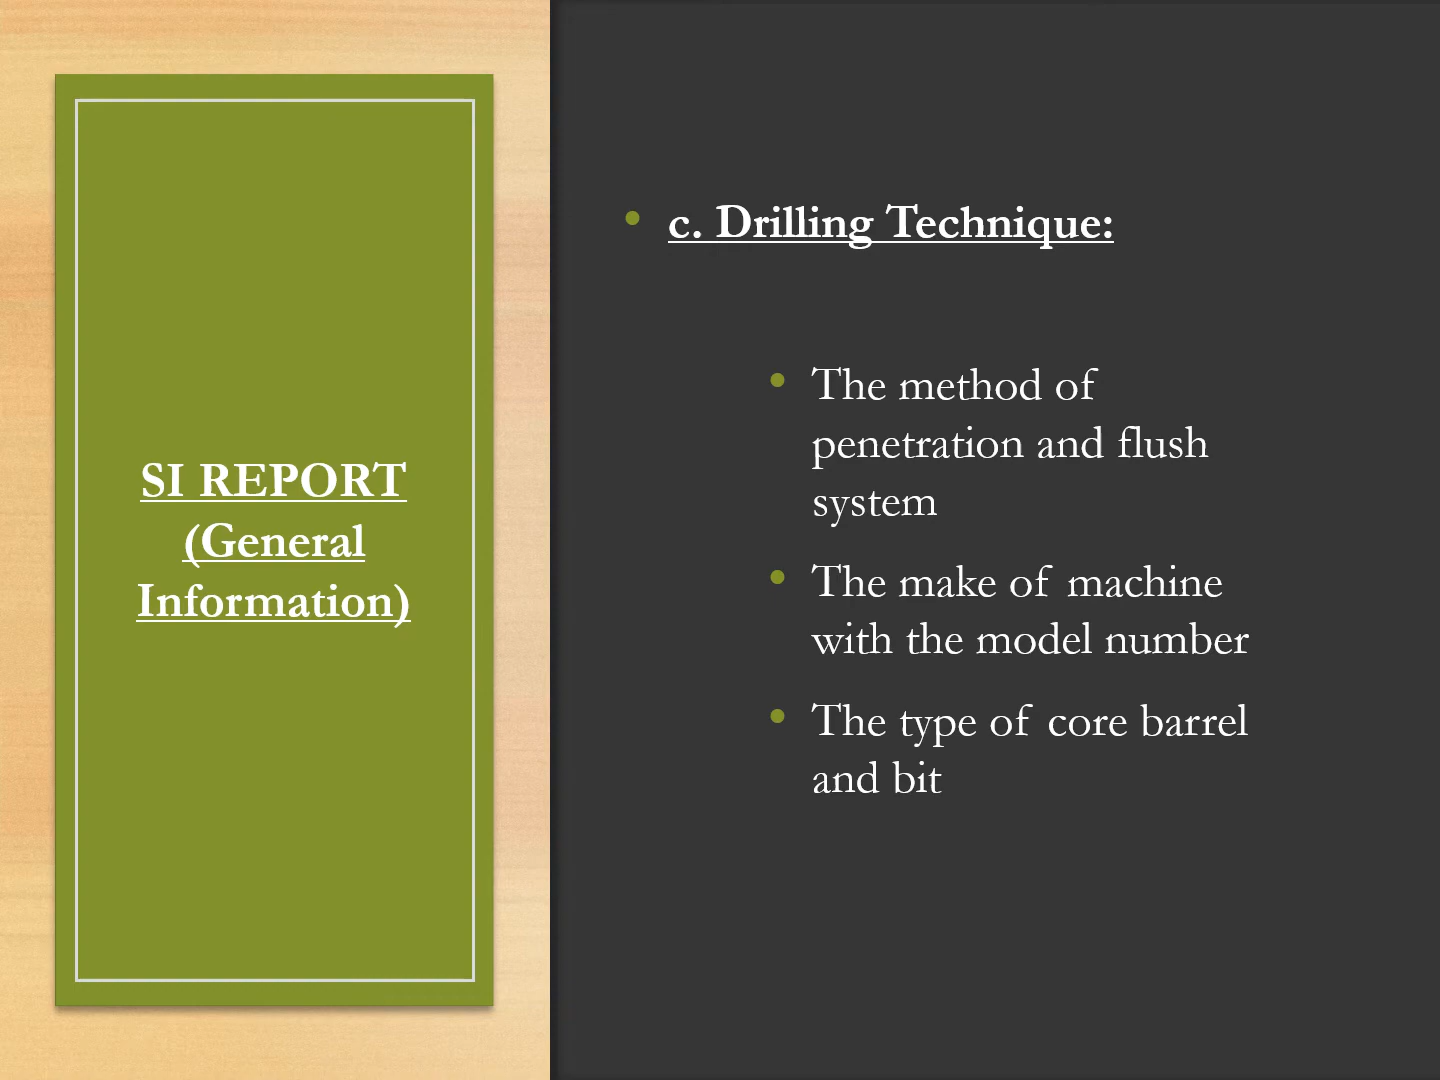 SI REPORT
(General
Information)
c. Drilling Technique:
The method of
penetration and flush
system
The make of machine
with the model number
The type of core barrel
and bit